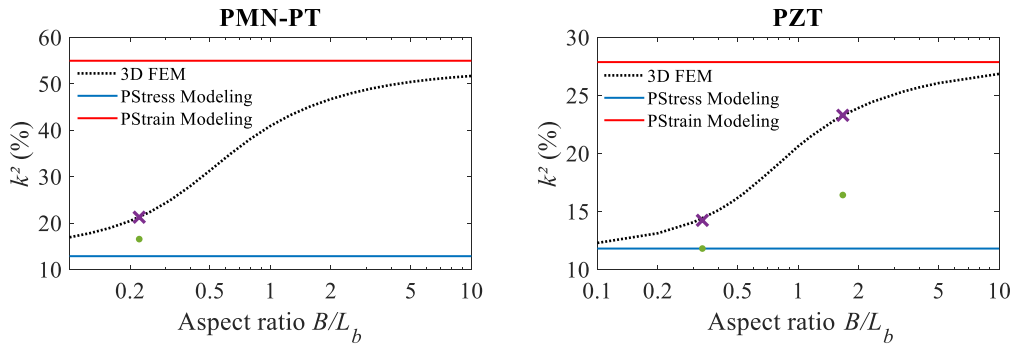 PMN-PT
60
50
40
30
20
10
k² (%)
3D FEM
PStress Modeling
PStrain Modeling
0.2 0.5 1 2 5 10
Aspect ratio B/L_b
PZT
30
25
20
15
10
k² (%)
3D FEM
PStress Modeling
PStrain Modeling
0.1 0.2 0.5 1 2 5 10
Aspect ratio B/L_b